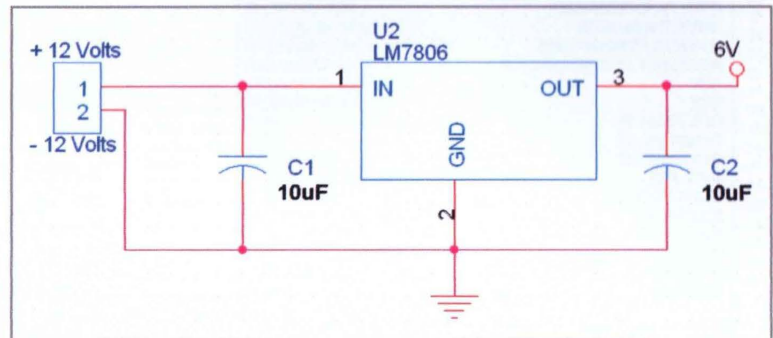 U2
LM7806
+ 12 Volts
6V
1
3
1
IN
OUT
2
- 12 Volts
GND
C1
C2
10uF
10uF
2